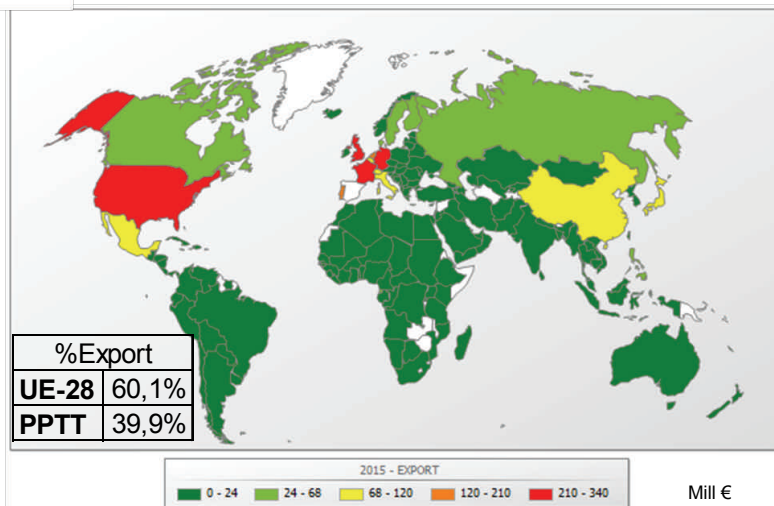 %Export
UE-28 60,1%
PPTT 39,9%
2015 - EXPORT
0 - 24 24 - 68 68 - 120 120 - 210 210 - 340
Mill €